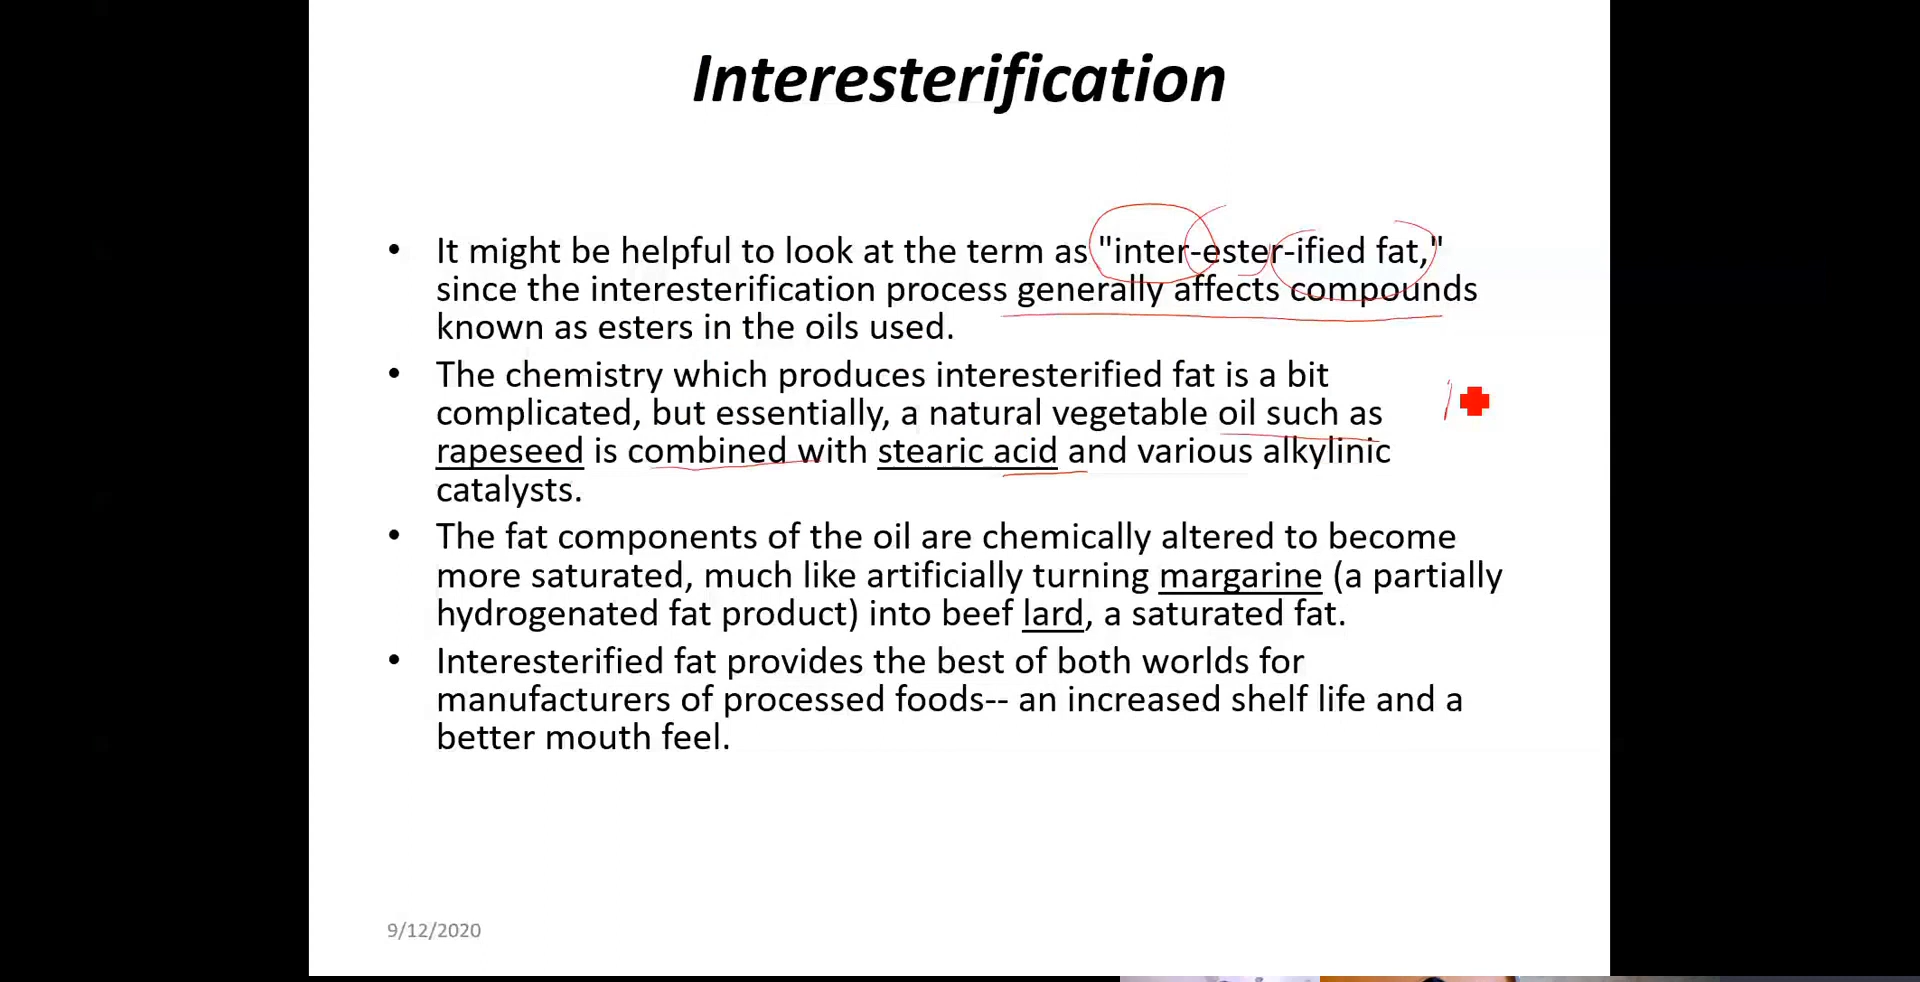 Interesterification
• It might be helpful to look at the term as "inter-ester-ified fat,"
since the interesterification process generally affects compounds
known as esters in the oils used.
• The chemistry which produces interesterified fat is a bit
complicated, but essentially, a natural vegetable oil such as
rapeseed is combined with stearic acid and various alkylinic
catalysts.
• The fat components of the oil are chemically altered to become
more saturated, much like artificially turning margarine (a partially
hydrogenated fat product) into beef lard, a saturated fat.
• Interesterified fat provides the best of both worlds for
manufacturers of processed foods-- an increased shelf life and a
better mouth feel.
9/12/2020